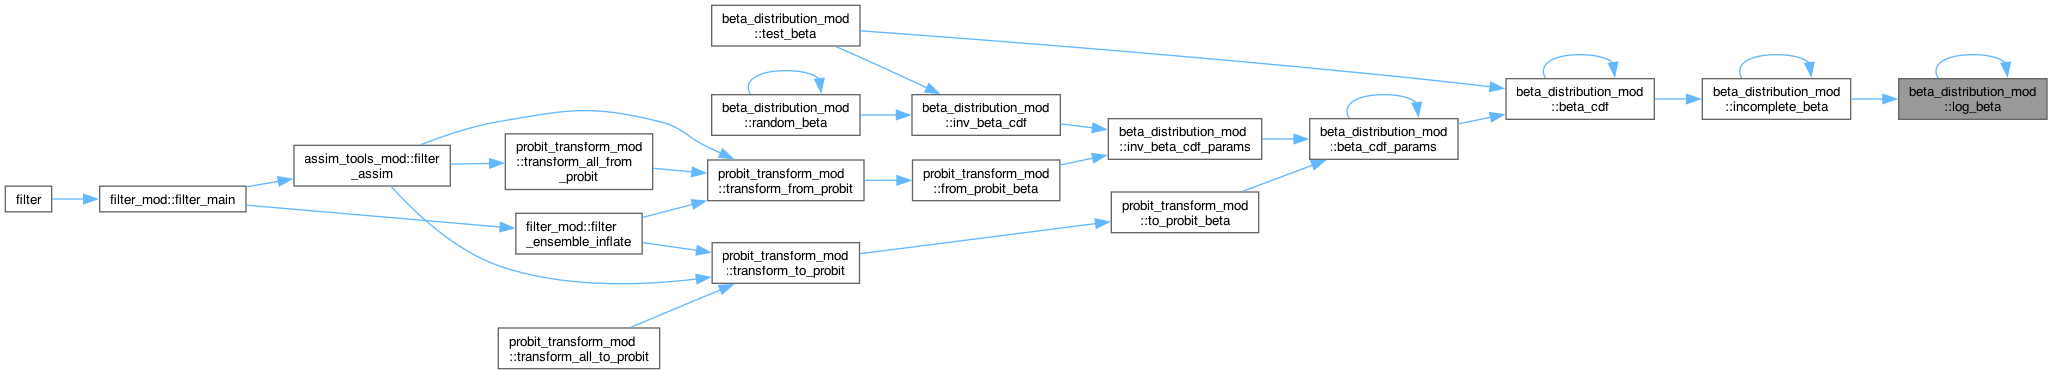 beta_distribution_mod
::test_beta
beta_distribution_mod
::random_beta
beta_distribution_mod
::inv_beta_cdf
beta_distribution_mod
::inv_beta_cdf_params
beta_distribution_mod
::beta_cdf_params
beta_distribution_mod
::beta_cdf
beta_distribution_mod
::incomplete_beta
beta_distribution_mod
::log_beta
filter
filter_mod::filter_main
assim_tools_mod::filter
_assim
probit_transform_mod
::transform_all_from
_probit
probit_transform_mod
::transform_from_probit
probit_transform_mod
::from_probit_beta
probit_transform_mod
::to_probit_beta
filter_mod::filter
_ensemble_inflate
probit_transform_mod
::transform_to_probit
probit_transform_mod
::transform_all_to_probit